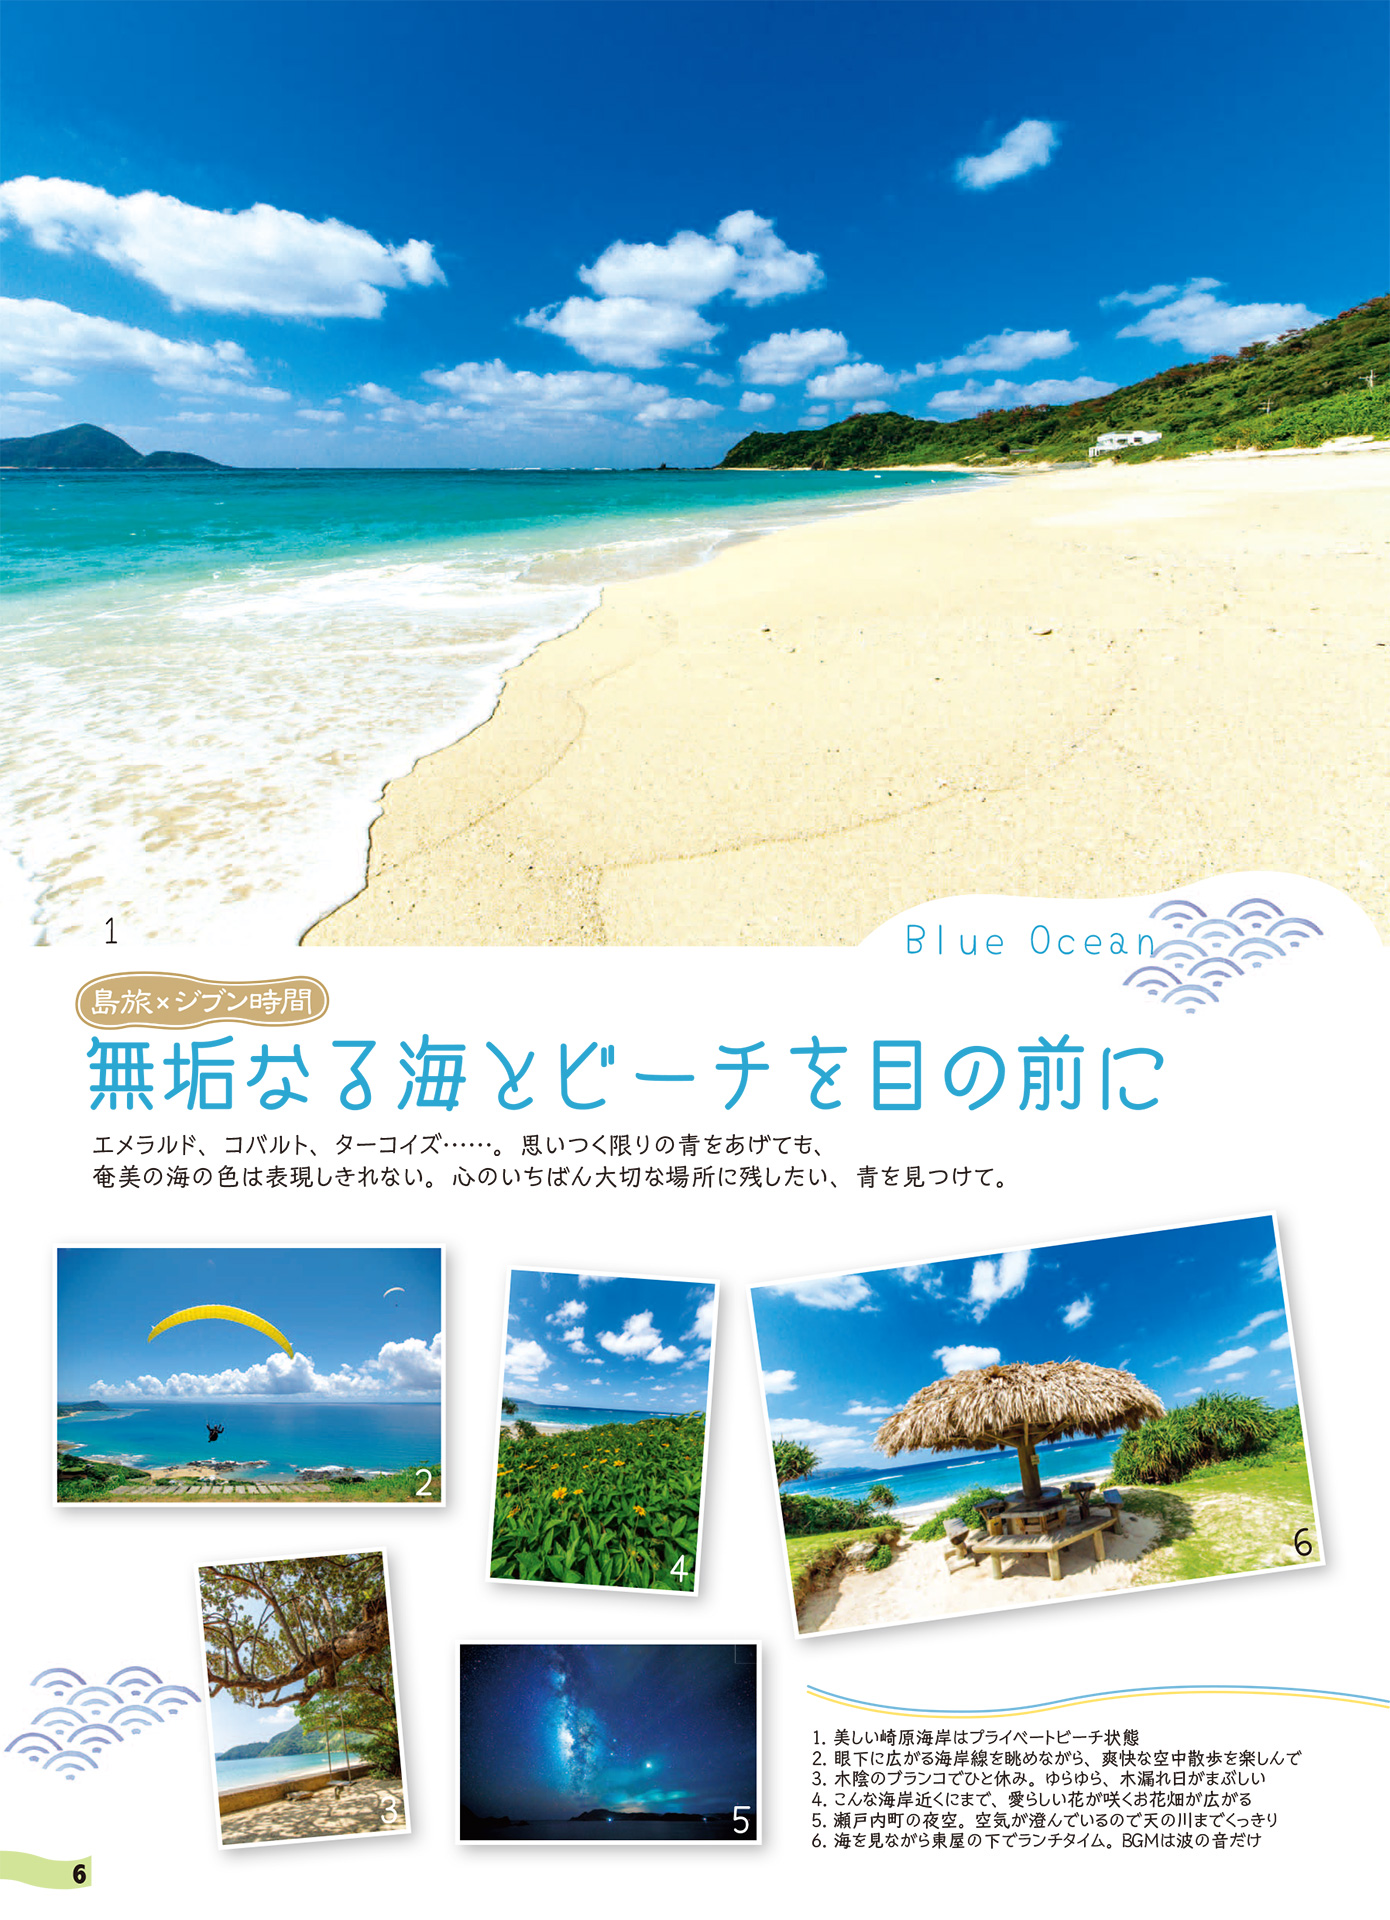 1
Blue Ocean
島旅×ジブン時間
無垢なる海とビーチを目の前に
エメラルド、コバルト、ターコイズ……。思いつく限りの青をあげても、
奄美の海の色は表現しきれない。心のいちばん大切な場所に残したい、青を見つけて。
2
4
6
3
5
1. 美しい崎原海岸はプライベートビーチ状態
2. 眼下に広がる海岸線を眺めながら、爽快な空中散歩を楽しんで
3. 木陰のブランコでひと休み。ゆらゆら、木漏れ日がまぶしい
4. こんな海岸近くにまで、愛らしい花が咲くお花畑が広がる
5. 瀬戸内町の夜空。空気が澄んでいるので天の川までくっきり
6. 海を見ながら東屋の下でランチタイム。BGMは波の音だけ
6